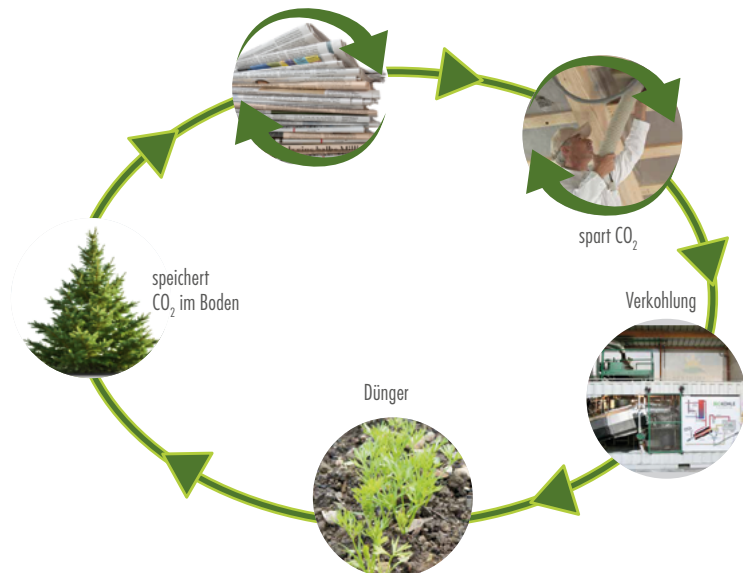 spart CO₂
speichert
CO₂ im Boden
Verkohlung
Dünger